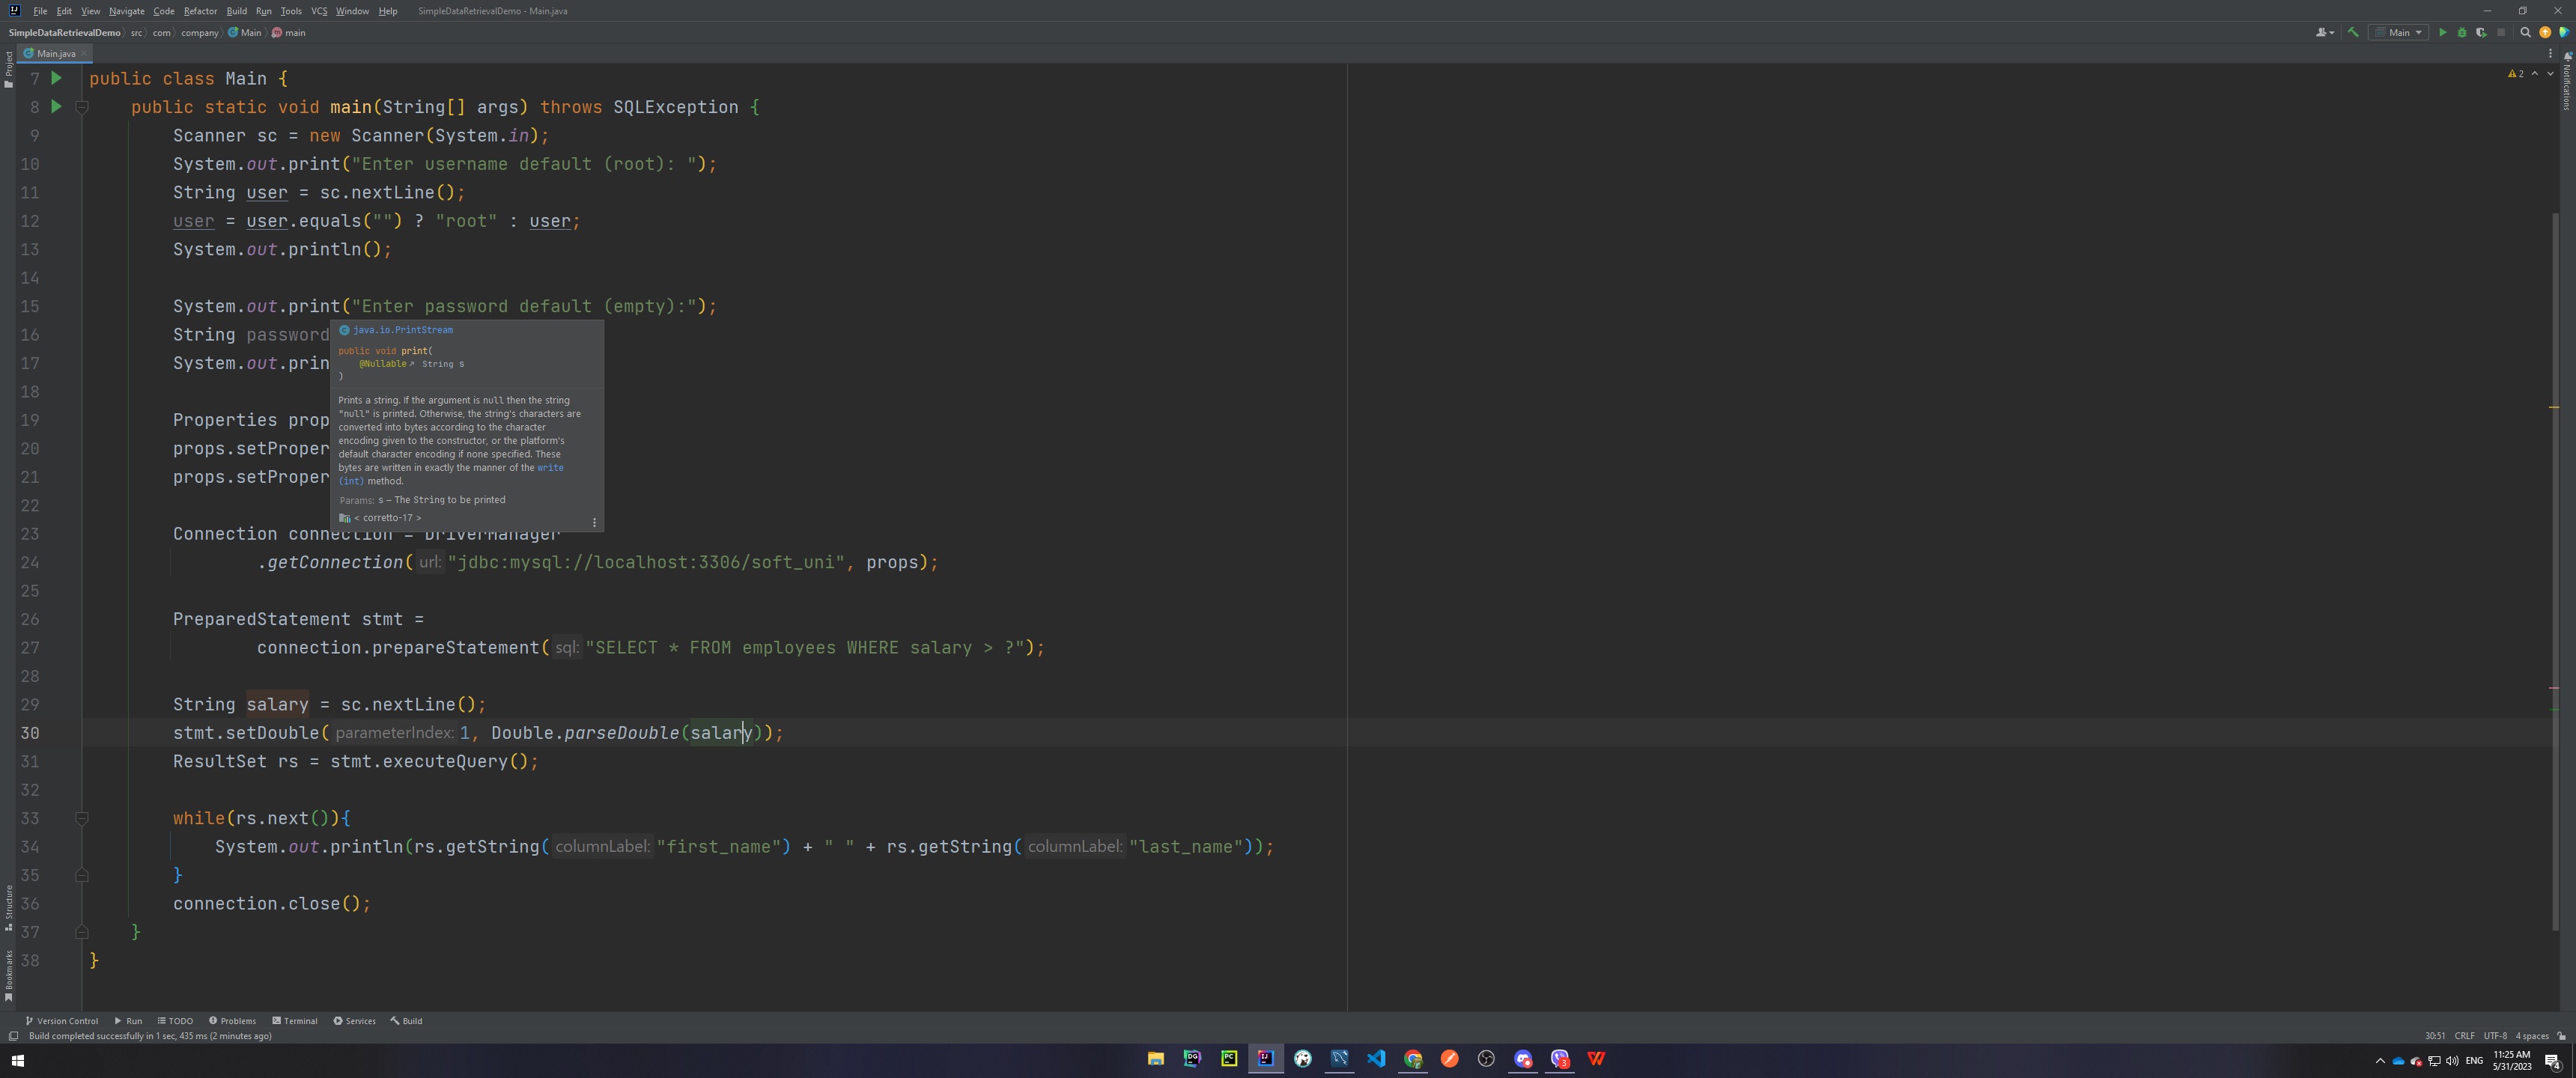 File Edit View Navigate Code Refactor Build Run Tools VCS Window Help SimpleDataRetrievalDemo - Main.java
SimpleDataRetrievalDemo src com company Main main
Main
Main.java
Project
Notifications
2
7 public class Main {
8 public static void main(String[] args) throws SQLException {
9 Scanner sc = new Scanner(System.in);
10 System.out.print("Enter username default (root): ");
11 String user = sc.nextLine();
12 user = user.equals("") ? "root" : user;
13 System.out.println();
14
15 System.out.print("Enter password default (empty):");
16 String password
17 System.out.prin
18
19 Properties prop
20 props.setProper
21 props.setProper
22
java.io.PrintStream
public void print(
@Nullable String s
)
Prints a string. If the argument is null then the string
"null" is printed. Otherwise, the string's characters are
converted into bytes according to the character
encoding given to the constructor, or the platform's
default character encoding if none specified. These
bytes are written in exactly the manner of the write
(int) method.
Params: s – The String to be printed
< corretto-17 >
23 Connection connection = DriverManager
24 .getConnection( url: "jdbc:mysql://localhost:3306/soft_uni", props);
25
26 PreparedStatement stmt =
27 connection.prepareStatement( sql: "SELECT * FROM employees WHERE salary > ?");
28
29 String salary = sc.nextLine();
30 stmt.setDouble( parameterIndex: 1, Double.parseDouble(salary));
31 ResultSet rs = stmt.executeQuery();
32
33 while(rs.next()){
34 System.out.println(rs.getString( columnLabel: "first_name") + " " + rs.getString( columnLabel: "last_name"));
35 }
36 connection.close();
37 }
38 }
Structure
Bookmarks
Version Control Run TODO Problems Terminal Services Build
Build completed successfully in 1 sec, 435 ms (2 minutes ago)
30:51 CRLF UTF-8 4 spaces
DG PC IJ 3
ENG 11:25 AM
5/31/2023
4